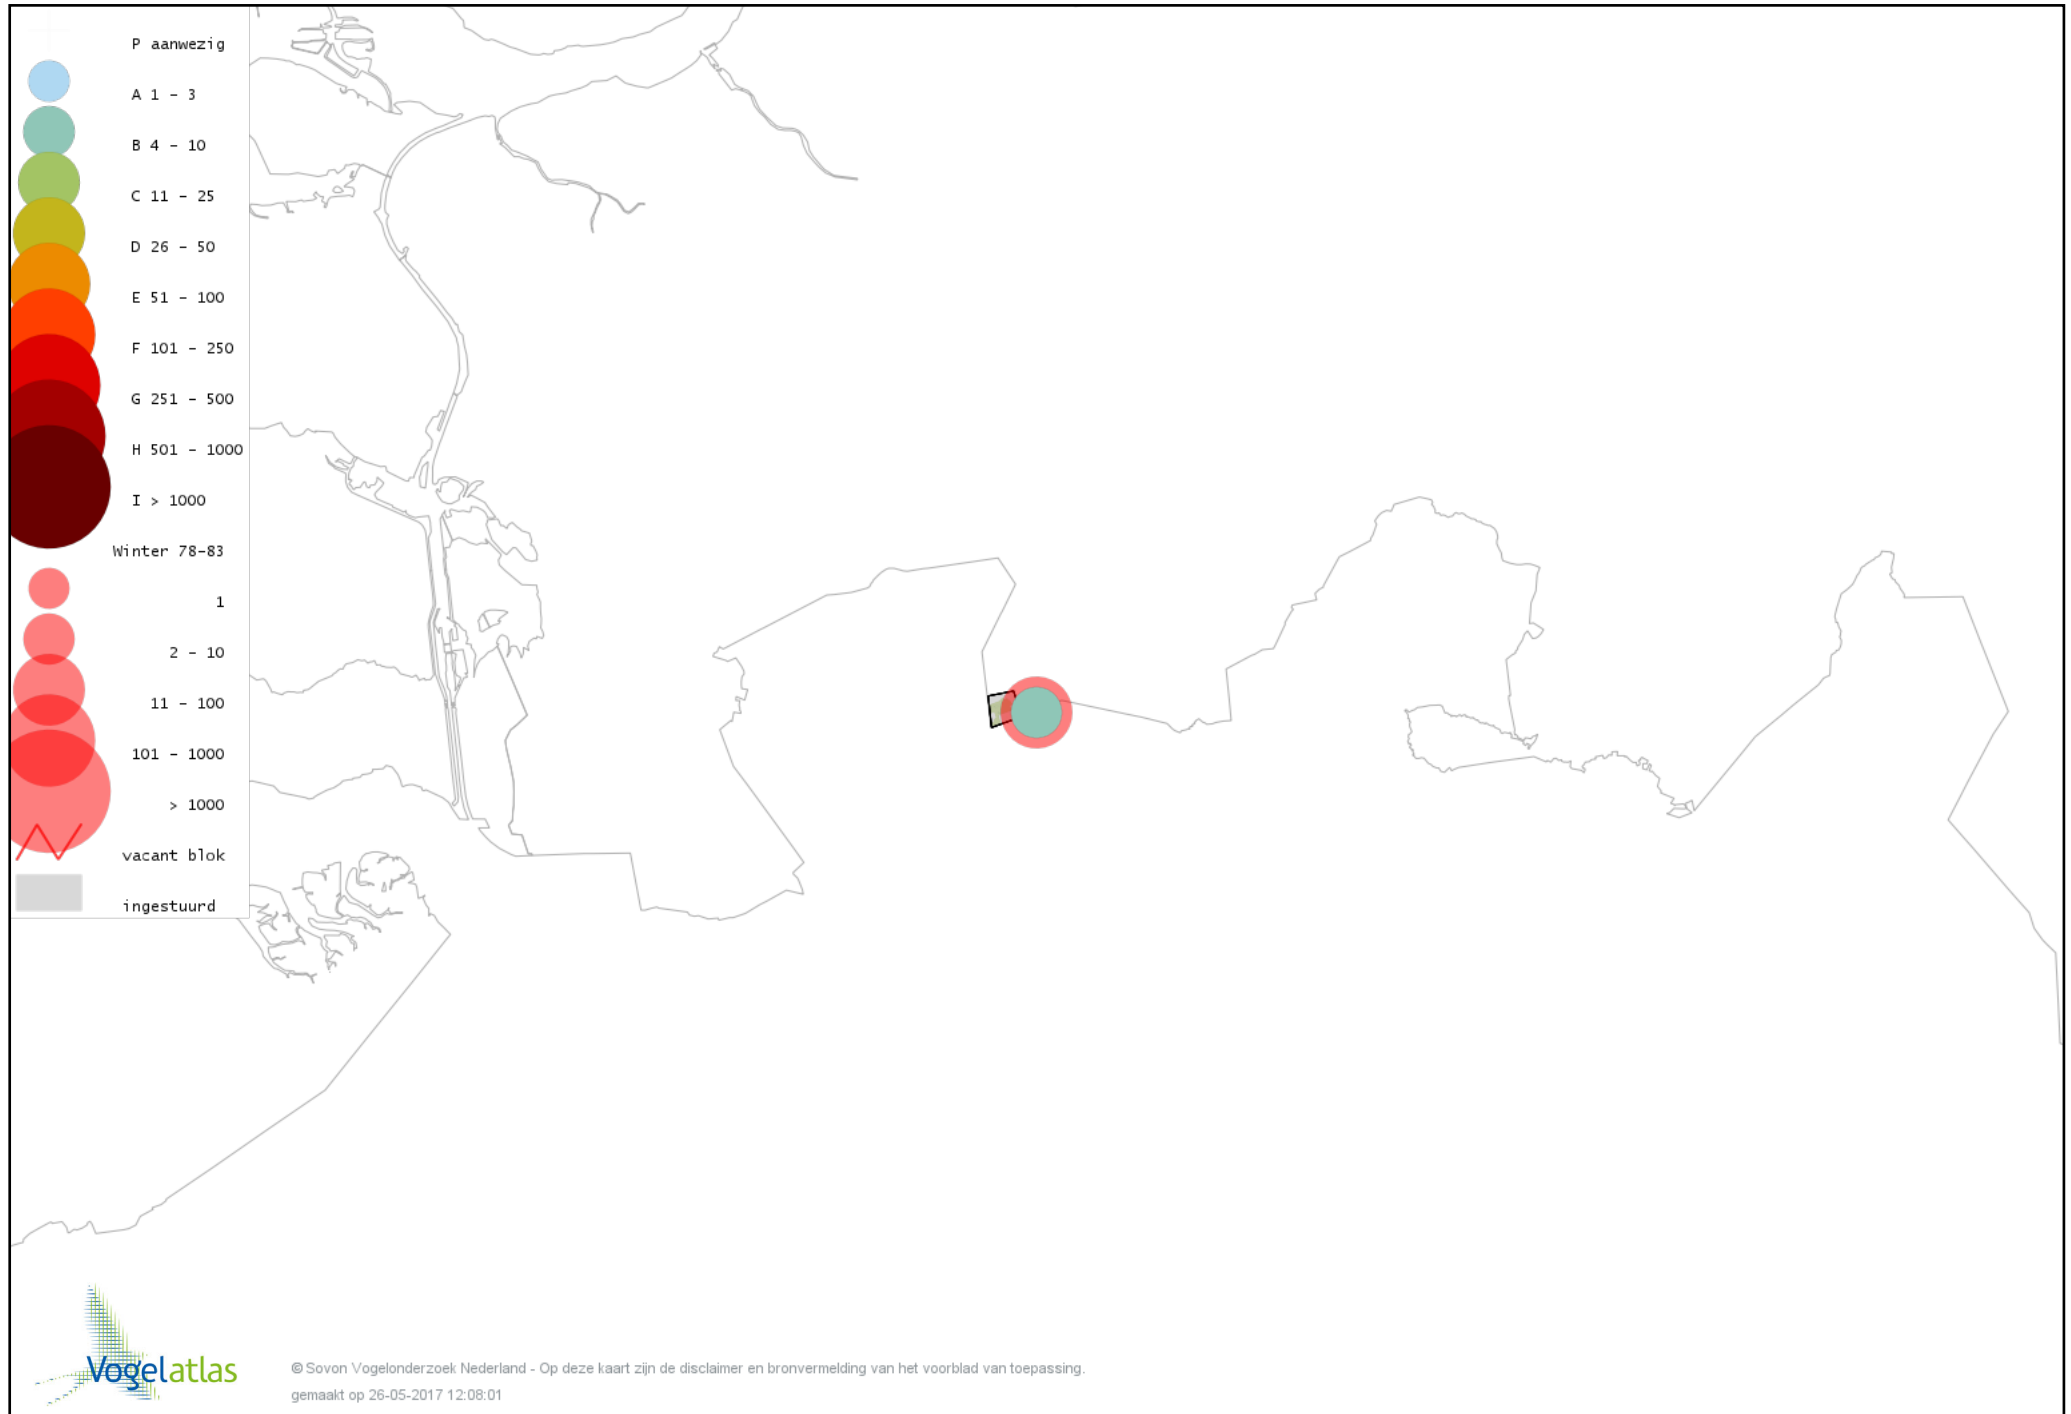 P aanwezig
A 1 – 3
B 4 – 10
C 11 – 25
D 26 – 50
E 51 – 100
F 101 – 250
G 251 – 500
H 501 – 1000
I > 1000
Winter 78-83
1
2 – 10
11 – 100
101 – 1000
> 1000
vacant blok
ingestuurd
Vogelatlas
© Sovon Vogelonderzoek Nederland - Op deze kaart zijn de disclaimer en bronvermelding van het voorblad van toepassing.
gemaakt op 26-05-2017 12:08:01